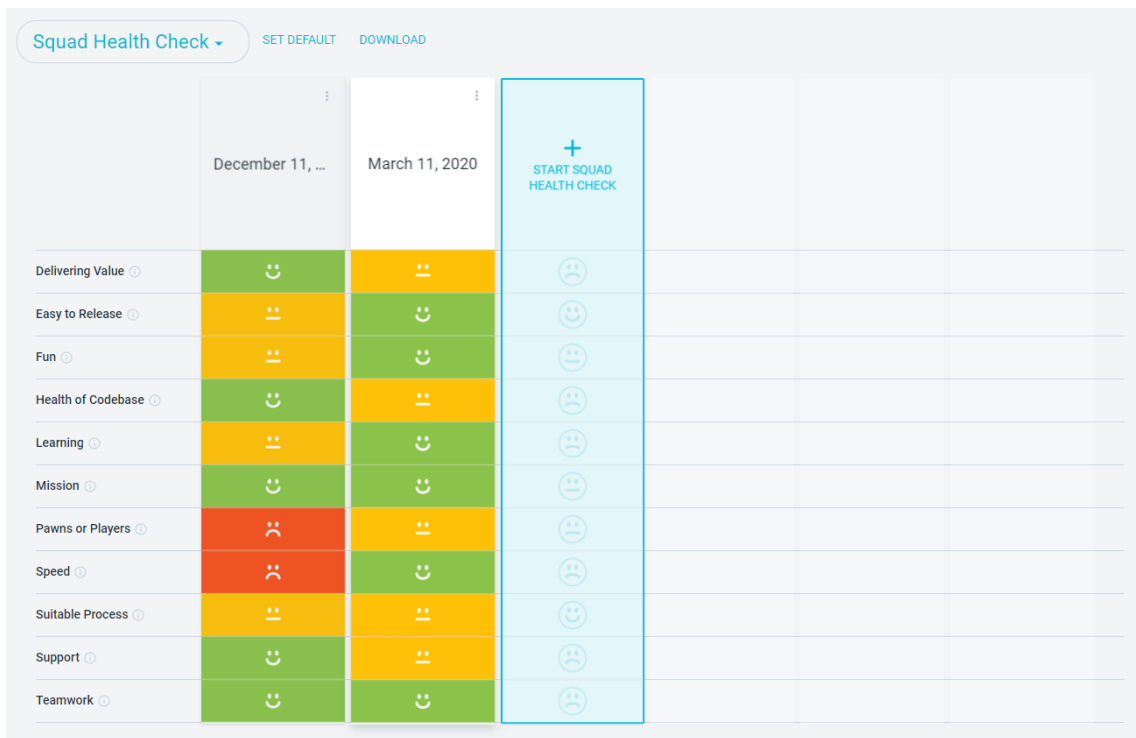 Squad Health Check
SET DEFAULT
DOWNLOAD
December 11, ...
March 11, 2020
START SQUAD
HEALTH CHECK
Delivering Value
Easy to Release
Fun
Health of Codebase
Learning
Mission
Pawns or Players
Speed
Suitable Process
Support
Teamwork